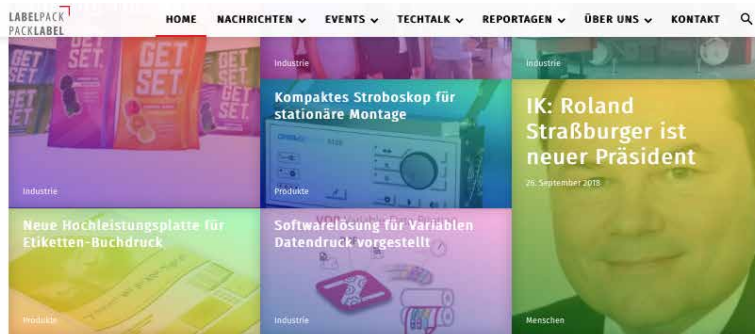 LABELPACK
PACKLABEL
HOME
NACHRICHTEN
EVENTS
TECHTALK
REPORTAGEN
ÜBER UNS
KONTAKT
GET
SET.
GET
SET
GET
SET
Industrie
Industrie
Industrie
Kompaktes Stroboskop für
stationäre Montage
Produkte
IK: Roland
Straßburger ist
neuer Präsident
26. September 2018
Menschen
Neue Hochleistungsplatte für
Etiketten-Buchdruck
Produkte
Softwarelösung für Variablen
Datendruck vorgestellt
Industrie